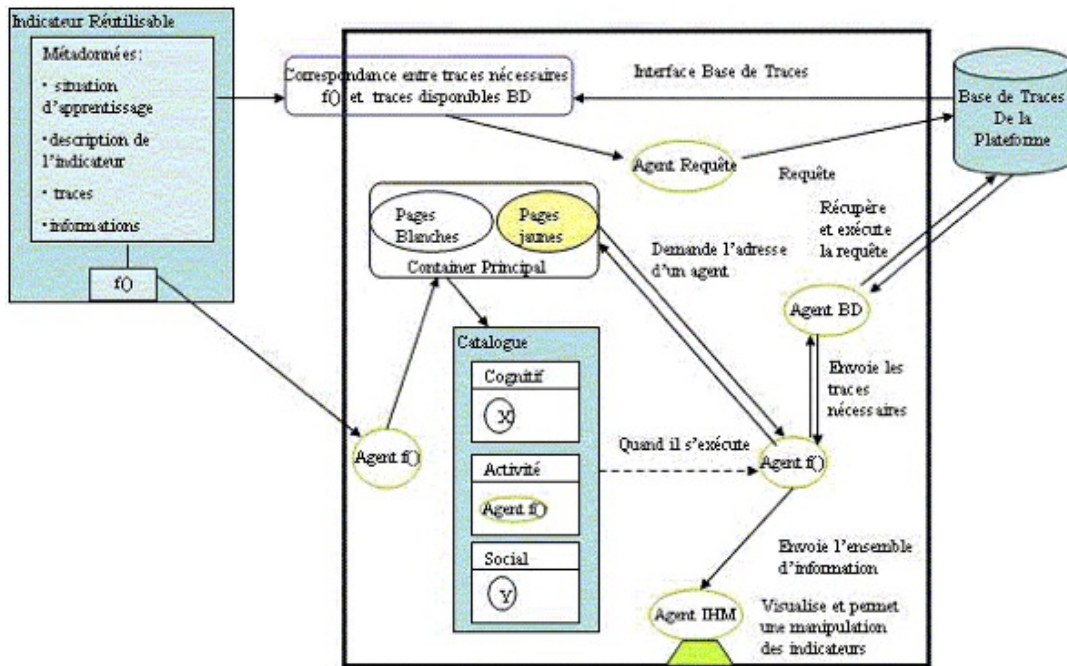 Indicateur Réutilisable
Métadonnées:
• situation
d'apprentissage
• description de
l'indicateur
• traces
• informations
f()
Correspondance entre traces nécessaires
f() et traces disponibles BD
Interface Base de Traces
Base de Traces
De la
Plateforme
Agent Requête
Requête
Pages
Blanches
Pages
jaunes
Container Principal
Demande l'adresse
d'un agent
Récupère
et exécute
la requête
Agent BD
Catalogue
Cognitif
X
Activité
Agent f()
Social
Y
Agent f()
Quand il s'exécute
Envoie les
traces
nécessaires
Agent f()
Envoie l'ensemble
d'information
Agent IHM
Visualise et permet
une manipulation
des indicateurs